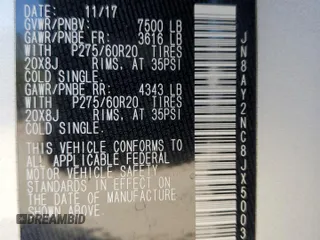 DATE: 11/17
GVWR/PNBV: 7500 LB
GAWR/PNBE FR: 3616 LB
WITH P275/60R20 TIRES
20X8J RIMS, AT 35PSI
COLD SINGLE.
GAWR/PNBE RR: 4343 LB
WITH P275/60R20 TIRES
20X8J RIMS, AT 35PSI
COLD SINGLE.
THIS VEHICLE CONFORMS TO
ALL APPLICABLE FEDERAL
MOTOR VEHICLE SAFETY
STANDARDS IN EFFECT ON
THE DATE OF MANUFACTURE
SHOWN ABOVE.
JN8AY2NC8JX5003
DREAMBID